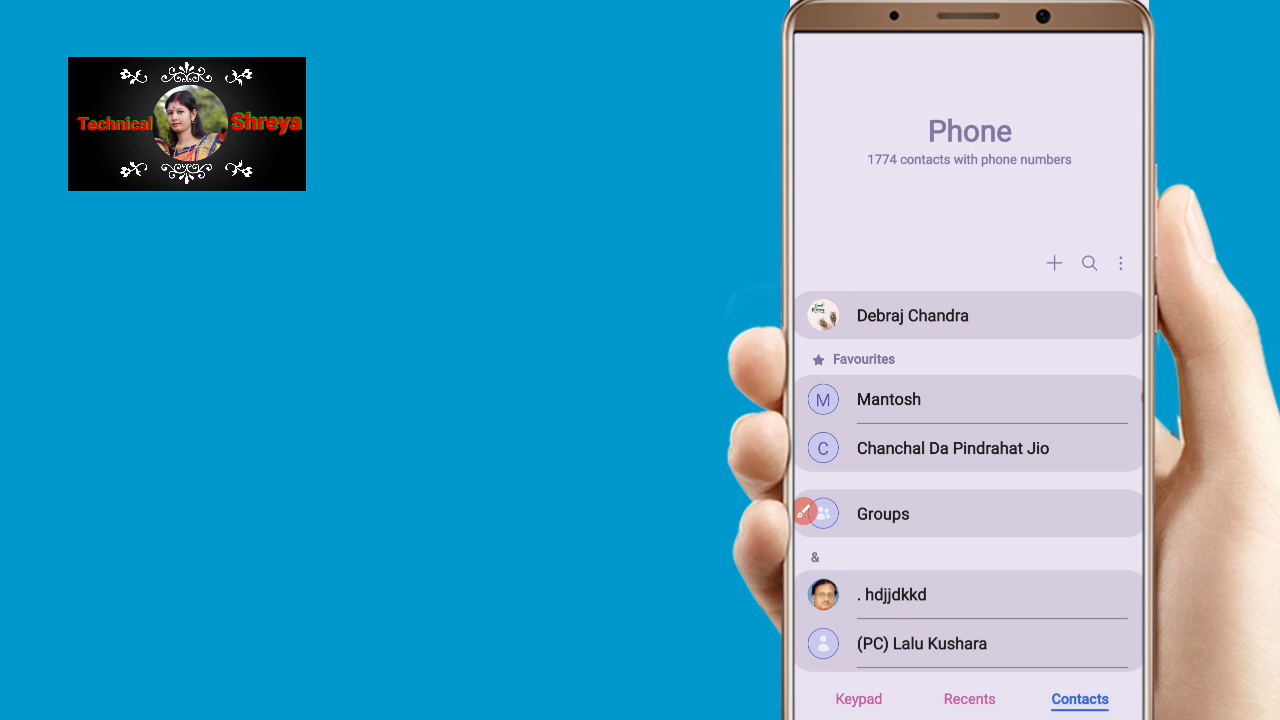 Technical Shreya
Phone
1774 contacts with phone numbers
Debraj Chandra
Favourites
M Mantosh
C Chanchal Da Pindrahat Jio
Groups
&
. hdjjdkkd
(PC) Lalu Kushara
Keypad Recents Contacts